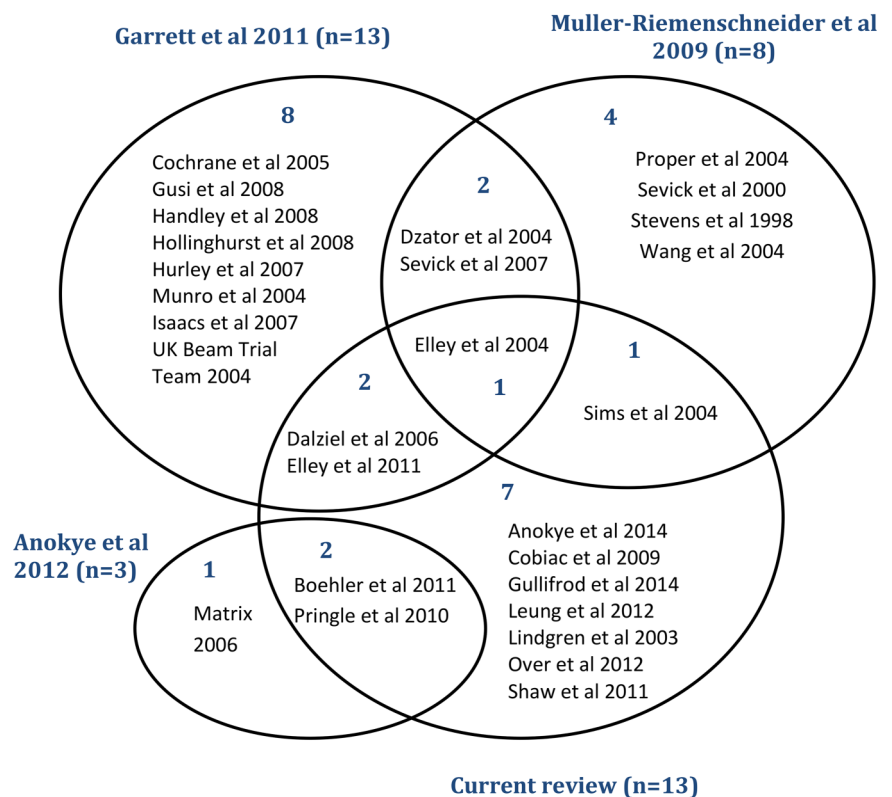 Garrett et al 2011 (n=13)
Muller-Riemenschneider et al
2009 (n=8)
8
Cochrane et al 2005
Gusi et al 2008
Handley et al 2008
Hollinghurst et al 2008
Hurley et al 2007
Munro et al 2004
Isaacs et al 2007
UK Beam Trial
Team 2004
2
Dzator et al 2004
Sevick et al 2007
4
Proper et al 2004
Sevick et al 2000
Stevens et al 1998
Wang et al 2004
Elley et al 2004
1
1
Sims et al 2004
2
Dalziel et al 2006
Elley et al 2011
Anokye et al
2012 (n=3)
1
Matrix
2006
2
Boehler et al 2011
Pringle et al 2010
7
Anokye et al 2014
Cobiac et al 2009
Gullifrod et al 2014
Leung et al 2012
Lindgren et al 2003
Over et al 2012
Shaw et al 2011
Current review (n=13)